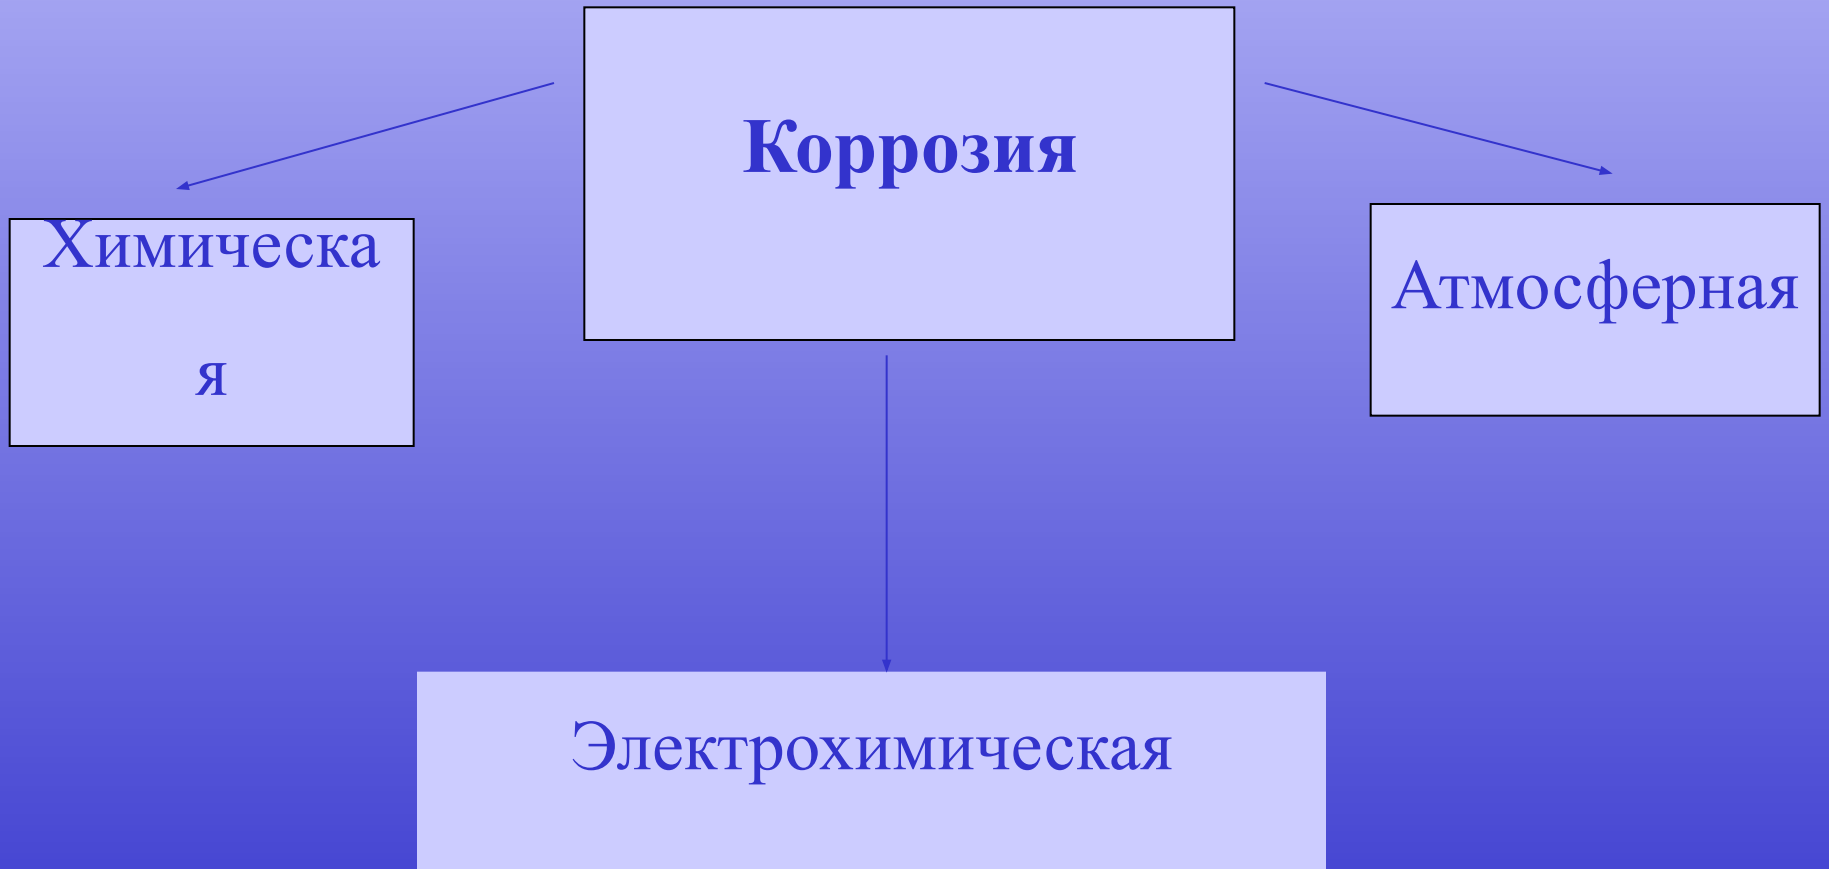 Коррозия
Химическа
я
Атмосферная
Электрохимическая